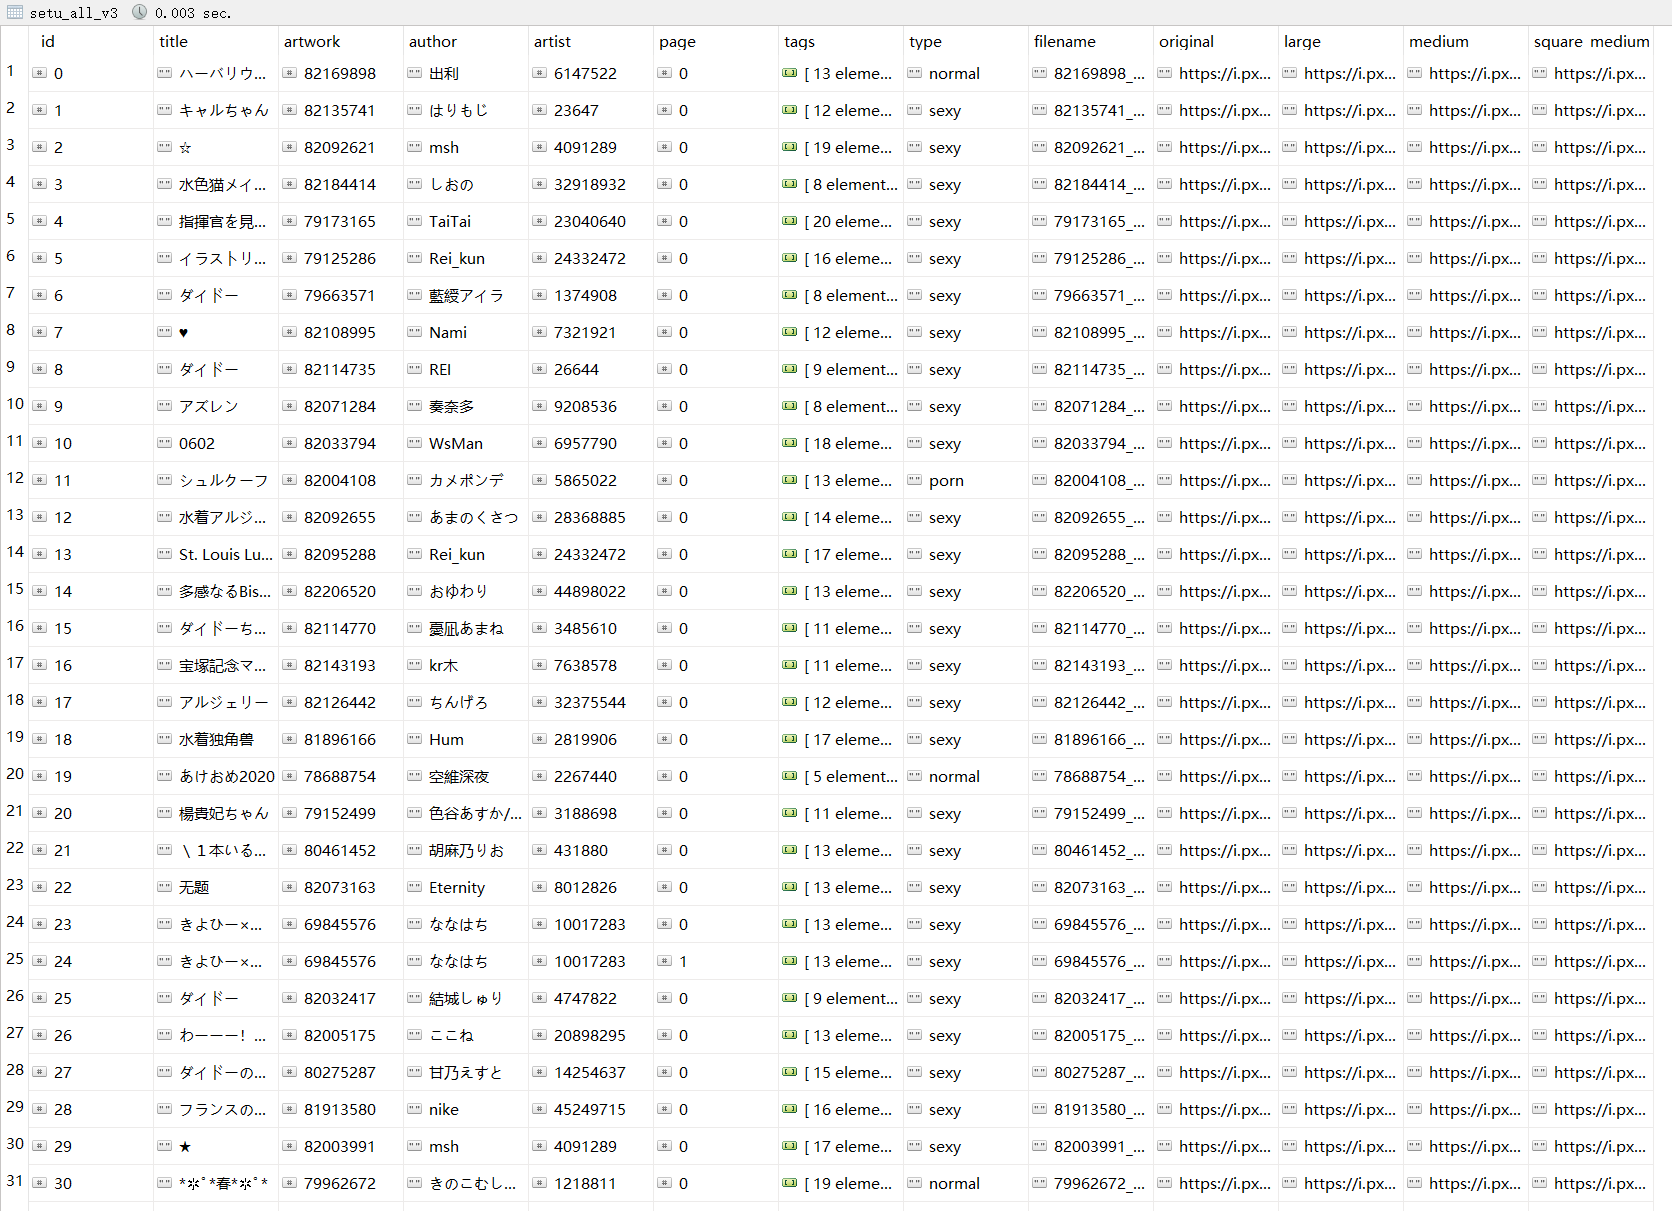 setu_all_v3 0.003 sec.
id title artwork author artist page tags type filename original large medium square_medium
1 0 ハーバリウ... 82169898 出利 6147522 0 [ 13 eleme... normal 82169898_... https://i.px... https://i.px... https://i.px... https://i.px...
2 1 キャルちゃん 82135741 はりもじ 23647 0 [ 12 eleme... sexy 82135741_... https://i.px... https://i.px... https://i.px... https://i.px...
3 2 ☆ 82092621 msh 4091289 0 [ 19 eleme... sexy 82092621_... https://i.px... https://i.px... https://i.px... https://i.px...
4 3 水色猫メイ... 82184414 しおの 32918932 0 [ 8 element... sexy 82184414_... https://i.px... https://i.px... https://i.px... https://i.px...
5 4 指揮官を見... 79173165 TaiTai 23040640 0 [ 20 eleme... sexy 79173165_... https://i.px... https://i.px... https://i.px... https://i.px...
6 5 イラストリ... 79125286 Rei_kun 24332472 0 [ 16 eleme... sexy 79125286_... https://i.px... https://i.px... https://i.px... https://i.px...
7 6 ダイドー 79663571 藍綬アイラ 1374908 0 [ 8 element... sexy 79663571_... https://i.px... https://i.px... https://i.px... https://i.px...
8 7 ♥ 82108995 Nami 7321921 0 [ 12 eleme... sexy 82108995_... https://i.px... https://i.px... https://i.px... https://i.px...
9 8 ダイドー 82114735 REI 26644 0 [ 9 element... sexy 82114735_... https://i.px... https://i.px... https://i.px... https://i.px...
10 9 アズレン 82071284 秦奈多 9208536 0 [ 8 element... sexy 82071284_... https://i.px... https://i.px... https://i.px... https://i.px...
11 10 0602 82033794 WsMan 6957790 0 [ 18 eleme... sexy 82033794_... https://i.px... https://i.px... https://i.px... https://i.px...
12 11 シュルケーフ 82004108 カメポンデ 5865022 0 [ 13 eleme... porn 82004108_... https://i.px... https://i.px... https://i.px... https://i.px...
13 12 水着アルジ... 82092655 あまのくさつ 28368885 0 [ 14 eleme... sexy 82092655_... https://i.px... https://i.px... https://i.px... https://i.px...
14 13 St. Louis Lu... 82095288 Rei_kun 24332472 0 [ 17 eleme... sexy 82095288_... https://i.px... https://i.px... https://i.px... https://i.px...
15 14 多感なるBis... 82206520 おゆわり 44898022 0 [ 13 eleme... sexy 82206520_... https://i.px... https://i.px... https://i.px... https://i.px...
16 15 ダイドーち... 82114770 憂凪あまね 3485610 0 [ 11 eleme... sexy 82114770_... https://i.px... https://i.px... https://i.px... https://i.px...
17 16 宝塚記念マ... 82143193 kr木 7638578 0 [ 11 eleme... sexy 82143193_... https://i.px... https://i.px... https://i.px... https://i.px...
18 17 アルジェリー 82126442 ちんげろ 32375544 0 [ 12 eleme... sexy 82126442_... https://i.px... https://i.px... https://i.px... https://i.px...
19 18 水着独角兽 81896166 Hum 2819906 0 [ 17 eleme... sexy 81896166_... https://i.px... https://i.px... https://i.px... https://i.px...
20 19 あけおめ2020 78688754 空維深夜 2267440 0 [ 5 element... normal 78688754_... https://i.px... https://i.px... https://i.px... https://i.px...
21 20 楊貴妃ちゃん 79152499 色谷あすか/... 3188698 0 [ 11 eleme... sexy 79152499_... https://i.px... https://i.px... https://i.px... https://i.px...
22 21 \１本いる... 80461452 胡麻乃りお 431880 0 [ 13 eleme... sexy 80461452_... https://i.px... https://i.px... https://i.px... https://i.px...
23 22 无题 82073163 Eternity 8012826 0 [ 13 eleme... sexy 82073163_... https://i.px... https://i.px... https://i.px... https://i.px...
24 23 きよひー×... 69845576 ななはち 10017283 0 [ 13 eleme... sexy 69845576_... https://i.px... https://i.px... https://i.px... https://i.px...
25 24 きよひー×... 69845576 ななはち 10017283 1 [ 13 eleme... sexy 69845576_... https://i.px... https://i.px... https://i.px... https://i.px...
26 25 ダイドー 82032417 結城しゅり 4747822 0 [ 9 element... sexy 82032417_... https://i.px... https://i.px... https://i.px... https://i.px...
27 26 わーーー! ... 82005175 ここね 20898295 0 [ 13 eleme... sexy 82005175_... https://i.px... https://i.px... https://i.px... https://i.px...
28 27 ダイドーの... 80275287 甘乃えすと 14254637 0 [ 15 eleme... sexy 80275287_... https://i.px... https://i.px... https://i.px... https://i.px...
29 28 フランスの... 81913580 nike 45249715 0 [ 16 eleme... sexy 81913580_... https://i.px... https://i.px... https://i.px... https://i.px...
30 29 ★ 82003991 msh 4091289 0 [ 17 eleme... sexy 82003991_... https://i.px... https://i.px... https://i.px... https://i.px...
31 30 *✲ﾟ*春*✲ﾟ* 79962672 きのこむし... 1218811 0 [ 19 eleme... normal 79962672_... https://i.px... https://i.px... https://i.px... https://i.px...